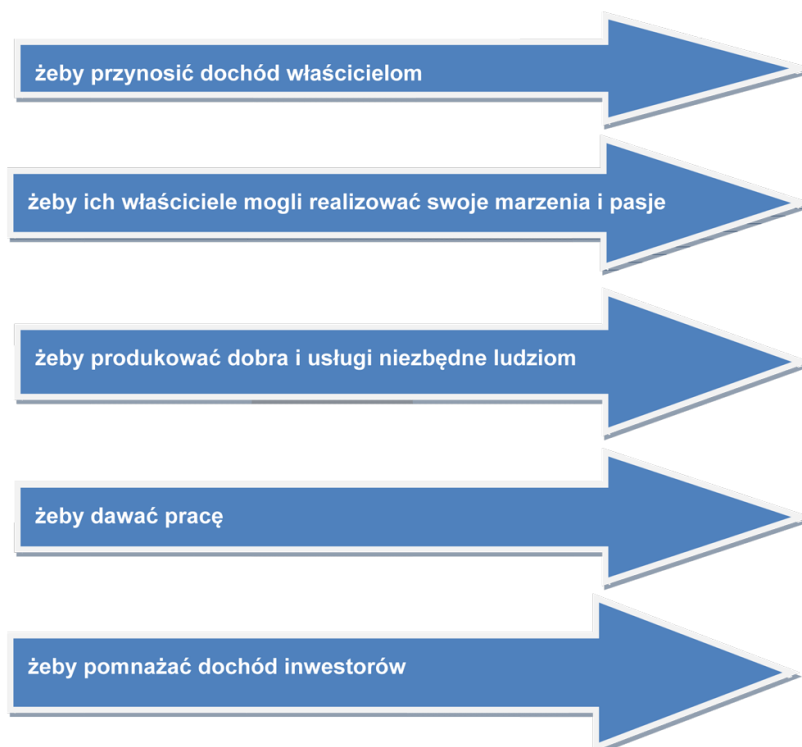 żeby przynosić dochód właścicielom
żeby ich właściciele mogli realizować swoje marzenia i pasje
żeby produkować dobra i usługi niezbędne ludziom
żeby dawać pracę
żeby pomnażać dochód inwestorów